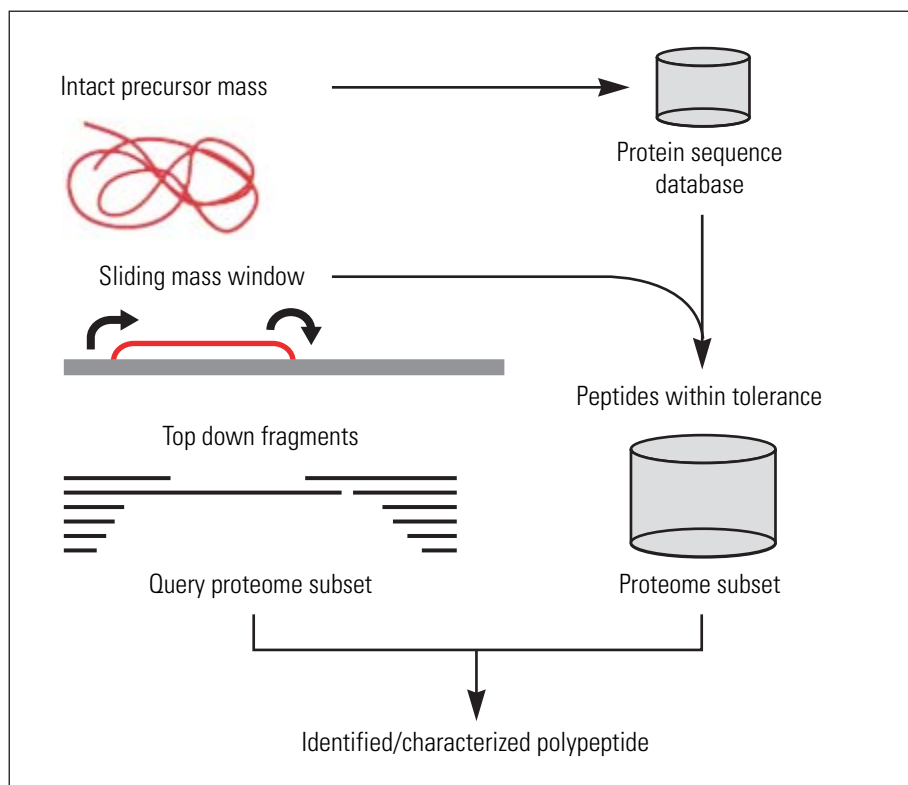 Intact precursor mass
Protein sequence
database
Sliding mass window
Peptides within tolerance
Top down fragments
Query proteome subset
Proteome subset
Identified/characterized polypeptide